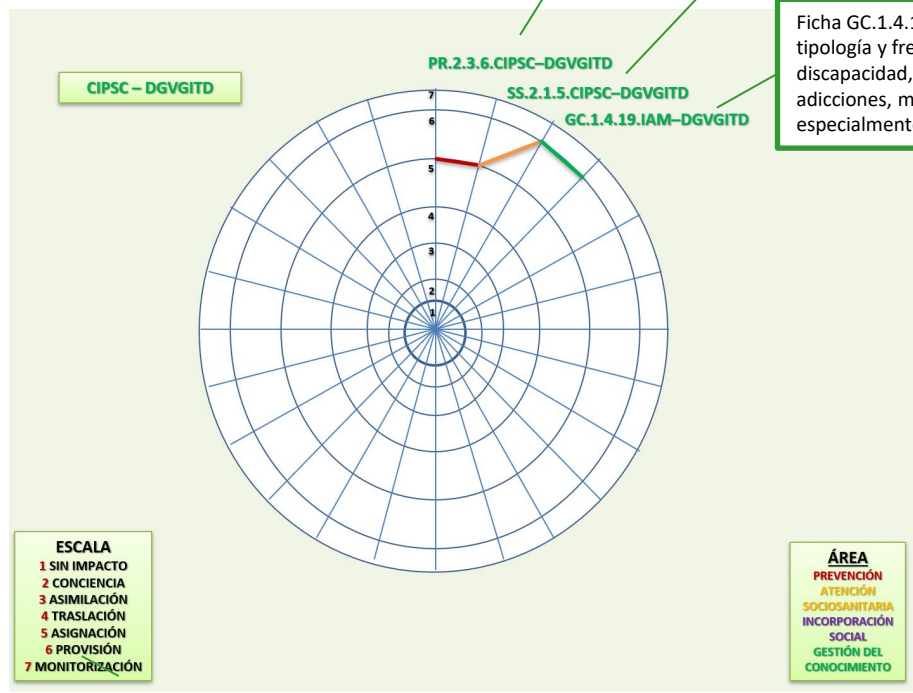 Ficha GC.1.4.1
tipología y fre
discapacidad,
adicciones, m
especialment
PR.2.3.6.CIPSC–DGVGITD
CIPSC – DGVGITD
SS.2.1.5.CIPSC–DGVGITD
GC.1.4.19.IAM–DGVGITD
7
6
5
4
3
2
1
ESCALA
1 SIN IMPACTO
2 CONCIENCIA
3 ASIMILACIÓN
4 TRASLACIÓN
5 ASIGNACIÓN
6 PROVISIÓN
7 MONITORIZACIÓN
ÁREA
PREVENCIÓN
ATENCIÓN
SOCIOSANITARIA
INCORPORACIÓN
SOCIAL
GESTIÓN DEL
CONOCIMIENTO